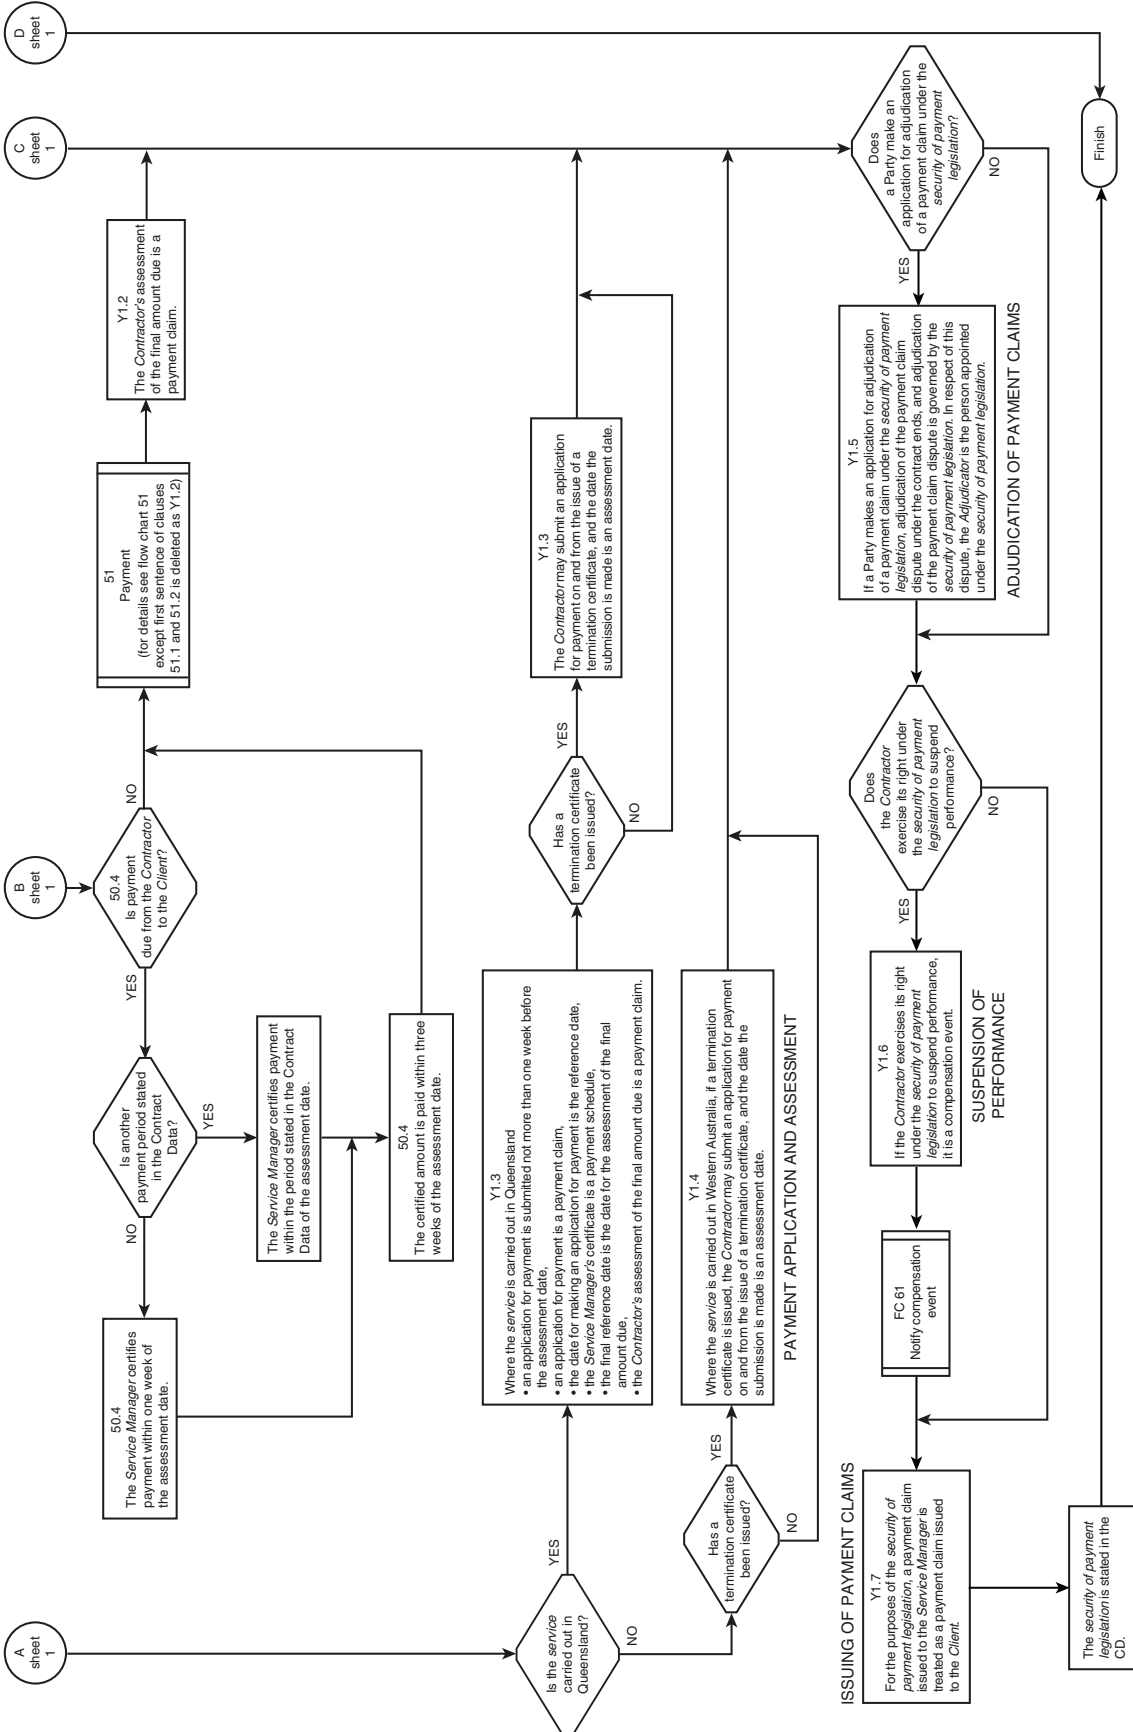 A
sheet
1
B
sheet
1
C
sheet
1
D
sheet
1
50.4
Is payment
due from the Contractor
to the Client?
YES
NO
Is another
payment period stated
in the Contract
Data?
NO
YES
50.4
The Service Manager certifies
payment within one week of
the assessment date.
The Service Manager certifies payment
within the period stated in the Contract
Data of the assessment date.
50.4
The certified amount is paid within three
weeks of the assessment date.
51
Payment
(for details see flow chart 51
except first sentence of clauses
51.1 and 51.2 is deleted as Y1.2)
Y1.2
The Contractor's assessment
of the final amount due is a
payment claim.
Is the service
carried out in
Queensland?
YES
NO
Y1.3
Where the service is carried out in Queensland
• an application for payment is submitted not more than one week before
the assessment date,
• an application for payment is a payment claim,
• the date for making an application for payment is the reference date,
• the Service Manager's certificate is a payment schedule,
• the final reference date is the date for the assessment of the final
amount due,
• the Contractor's assessment of the final amount due is a payment claim.
Has a
termination certificate
been issued?
YES
NO
Y1.3
The Contractor may submit an application
for payment on and from the issue of a
termination certificate, and the date the
submission is made is an assessment date.
Has a
termination certificate
been issued?
YES
NO
Y1.4
Where the service is carried out in Western Australia, if a termination
certificate is issued, the Contractor may submit an application for payment
on and from the issue of a termination certificate, and the date the
submission is made is an assessment date.
PAYMENT APPLICATION AND ASSESSMENT
Does
a Party make an
application for adjudication
of a payment claim under the
security of payment
legislation?
YES
NO
Y1.5
If a Party makes an application for adjudication
of a payment claim under the security of payment
legislation, adjudication of the payment claim
dispute under the contract ends, and adjudication
of the payment claim dispute is governed by the
security of payment legislation. In respect of this
dispute, the Adjudicator is the person appointed
under the security of payment legislation.
ADJUDICATION OF PAYMENT CLAIMS
Does
the Contractor
exercise its right under
the security of payment
legislation to suspend
performance?
YES
NO
Y1.6
If the Contractor exercises its right
under the security of payment
legislation to suspend performance,
it is a compensation event.
SUSPENSION OF
PERFORMANCE
FC 61
Notify compensation
event
ISSUING OF PAYMENT CLAIMS
Y1.7
For the purposes of the security of
payment legislation, a payment claim
issued to the Service Manager is
treated as a payment claim issued
to the Client.
The security of payment
legislation is stated in the
CD.
Finish